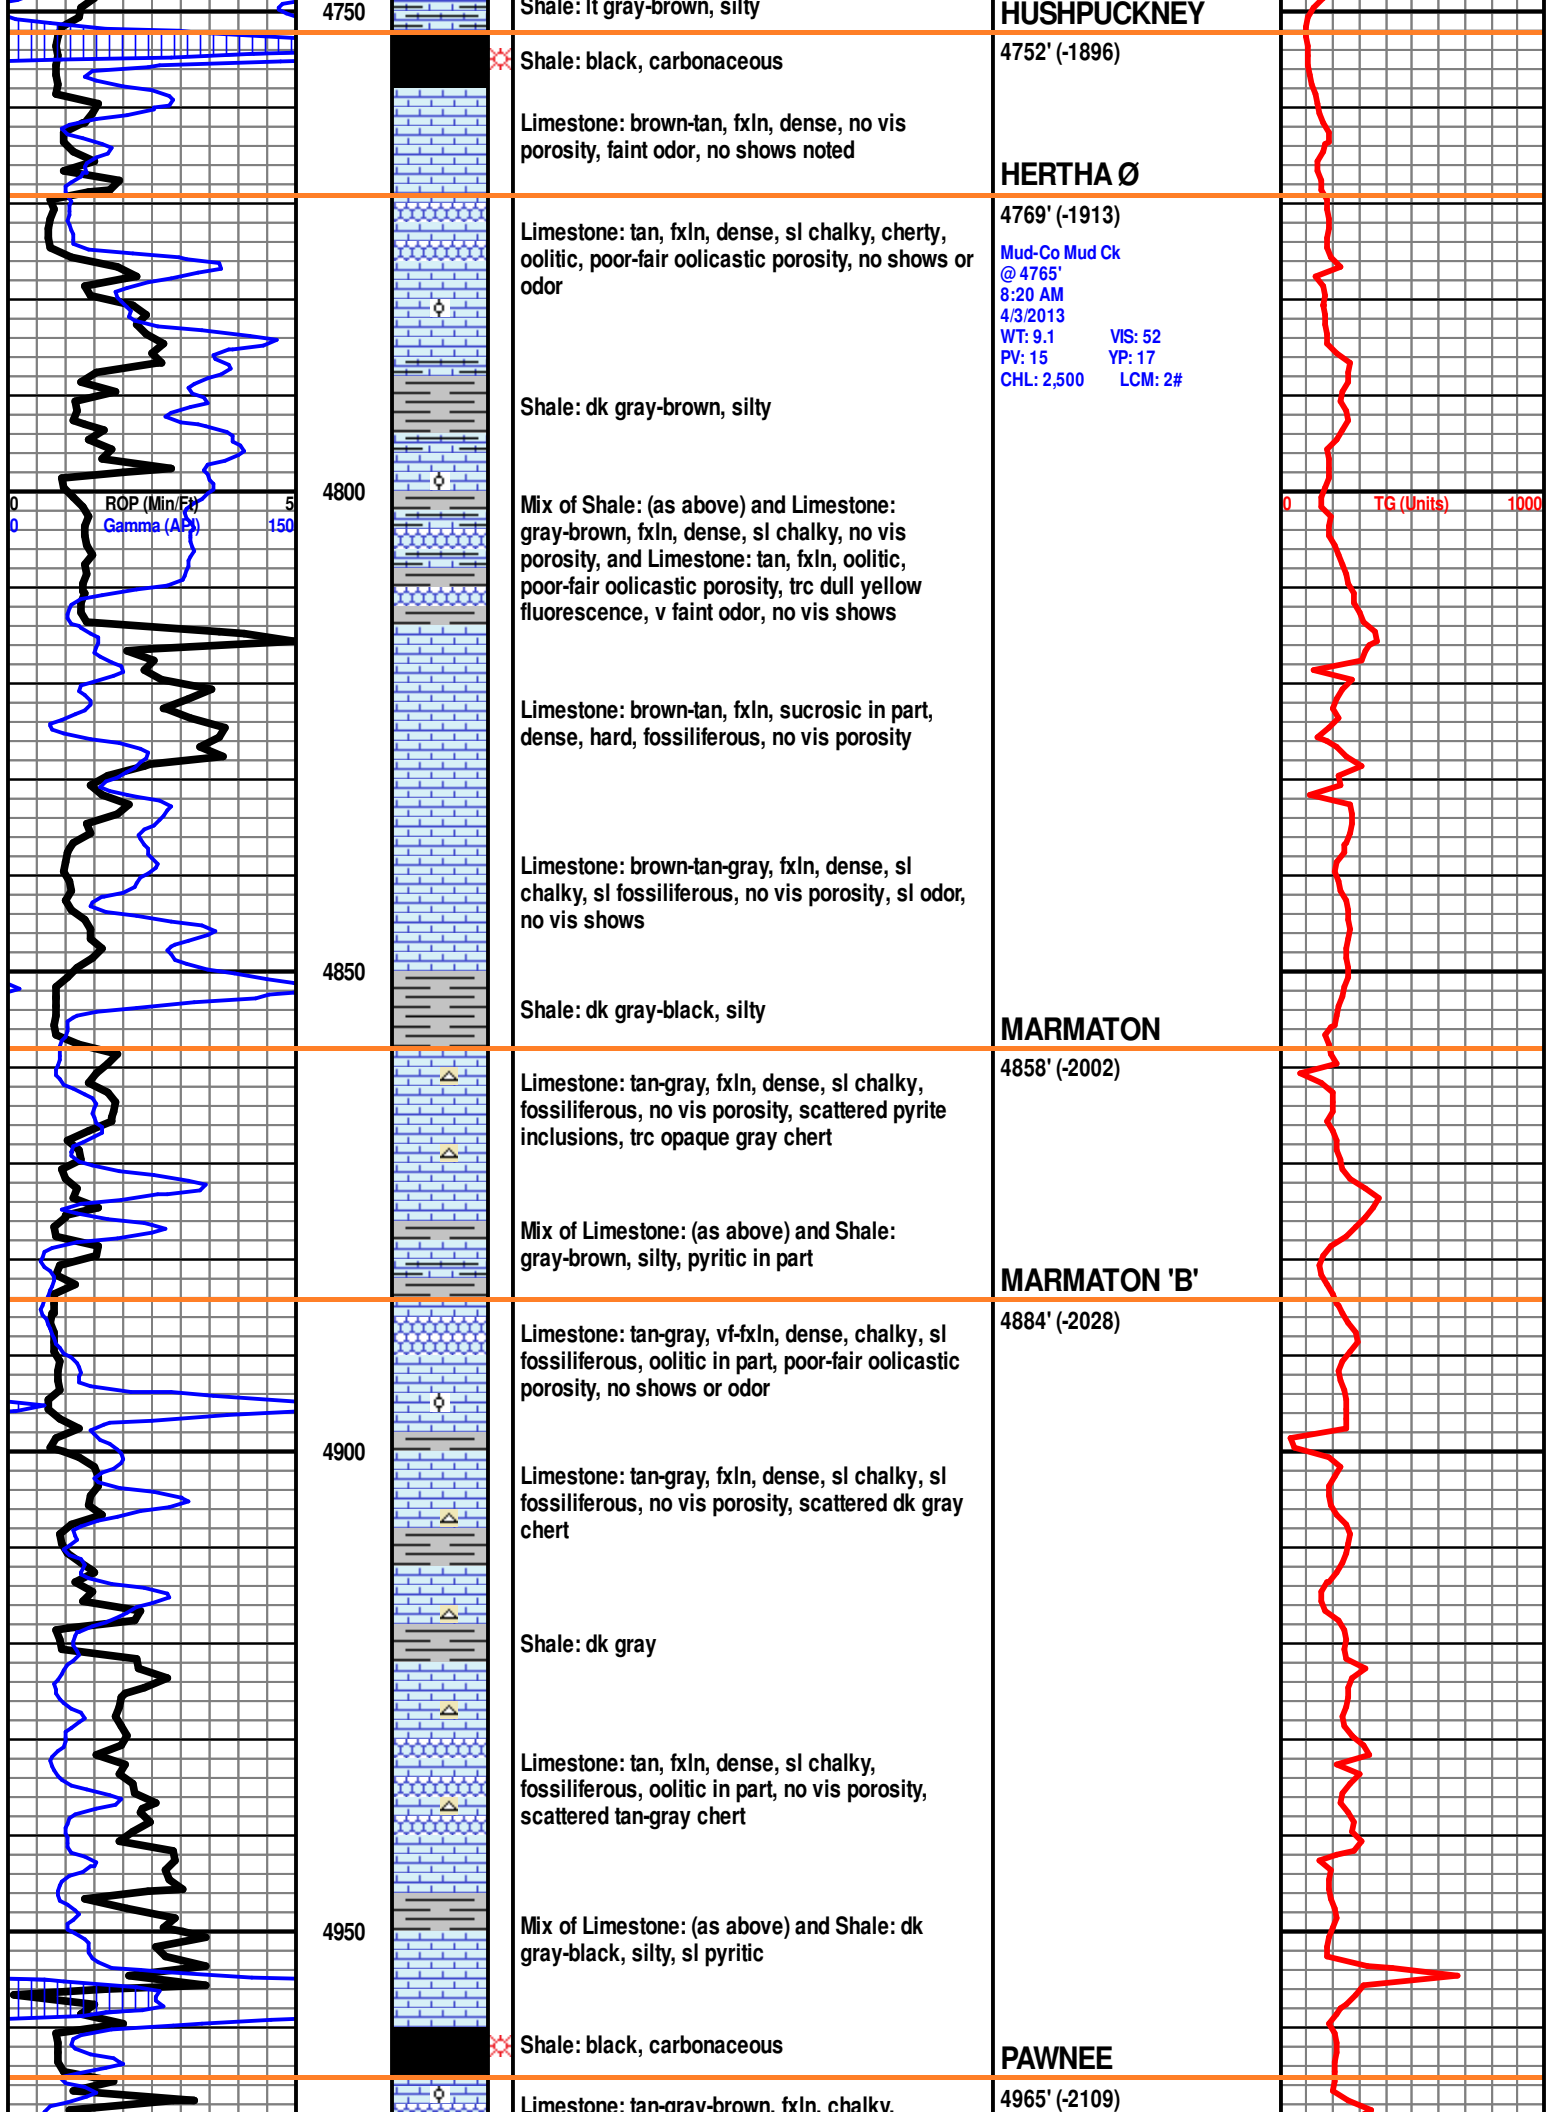 4750
Shale: lt gray-brown, silty
HUSHPUCKNEY
4752' (-1896)
Shale: black, carbonaceous
Limestone: brown-tan, fxln, dense, no vis
porosity, faint odor, no shows noted
HERTHA Ø
4769' (-1913)
Limestone: tan, fxln, dense, sl chalky, cherty,
oolitic, poor-fair oolicastic porosity, no shows or
odor
Mud-Co Mud Ck
@ 4765'
8:20 AM
4/3/2013
WT: 9.1 VIS: 52
PV: 15 YP: 17
CHL: 2,500 LCM: 2#
Shale: dk gray-brown, silty
4800
0 ROP (Min/Ft) 5
0 Gamma (API) 150
0 TG (Units) 1000
Mix of Shale: (as above) and Limestone:
gray-brown, fxln, dense, sl chalky, no vis
porosity, and Limestone: tan, fxln, oolitic,
poor-fair oolicastic porosity, trc dull yellow
fluorescence, v faint odor, no vis shows
Limestone: brown-tan, fxln, sucrosic in part,
dense, hard, fossiliferous, no vis porosity
Limestone: brown-tan-gray, fxln, dense, sl
chalky, sl fossiliferous, no vis porosity, sl odor,
no vis shows
4850
Shale: dk gray-black, silty
MARMATON
4858' (-2002)
Limestone: tan-gray, fxln, dense, sl chalky,
fossiliferous, no vis porosity, scattered pyrite
inclusions, trc opaque gray chert
Mix of Limestone: (as above) and Shale:
gray-brown, silty, pyritic in part
MARMATON 'B'
4884' (-2028)
Limestone: tan-gray, vf-fxln, dense, chalky, sl
fossiliferous, oolitic in part, poor-fair oolicastic
porosity, no shows or odor
4900
Limestone: tan-gray, fxln, dense, sl chalky, sl
fossiliferous, no vis porosity, scattered dk gray
chert
Shale: dk gray
Limestone: tan, fxln, dense, sl chalky,
fossiliferous, oolitic in part, no vis porosity,
scattered tan-gray chert
4950
Mix of Limestone: (as above) and Shale: dk
gray-black, silty, sl pyritic
Shale: black, carbonaceous
PAWNEE
4965' (-2109)
Limestone: tan-gray-brown, fxln, chalky,